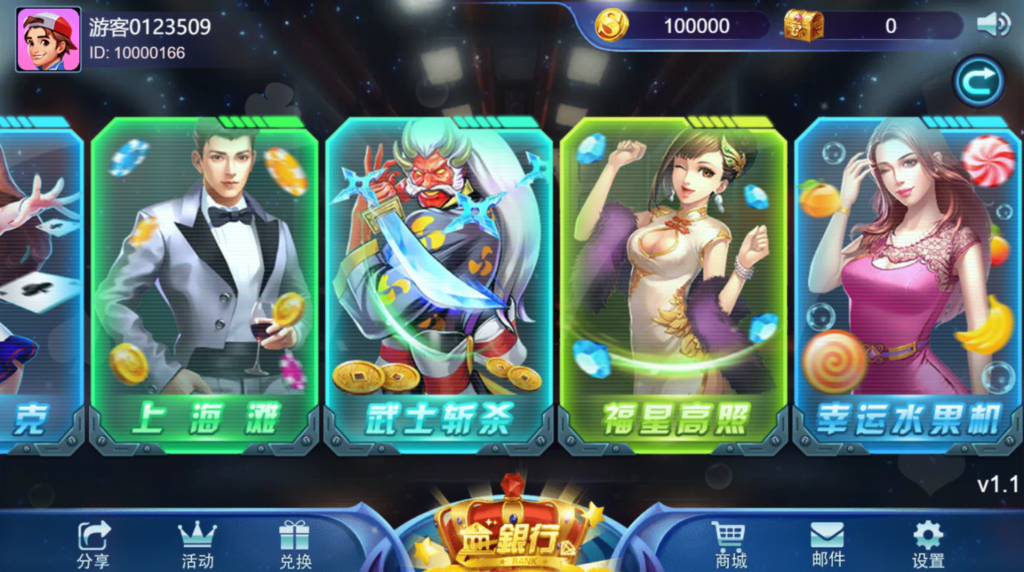 游客0123509
ID: 10000166
100000
0
克
上海滩
武士斩杀
福星高照
幸运水果机
v1.1
分享
活动
兑换
銀行
BANK
商城
邮件
设置